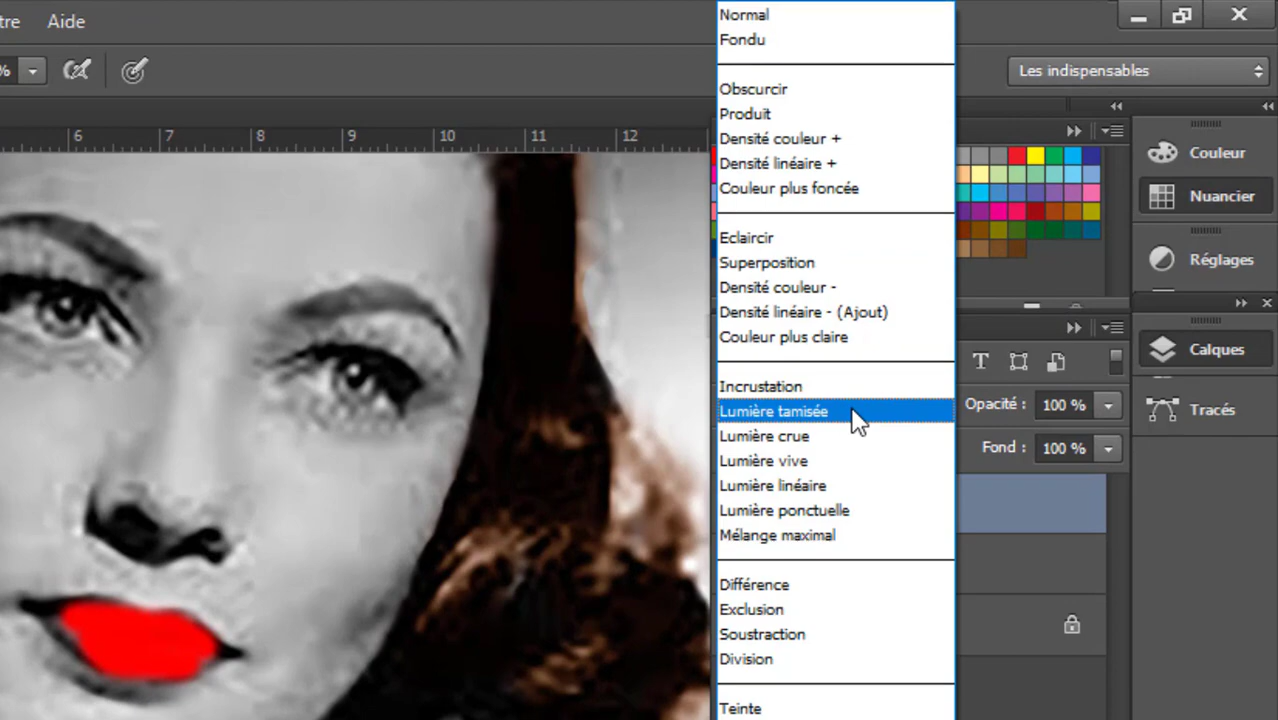 tre Aide
%
Les indispensables
6 7 8 9 10 11 12
Normal
Fondu
Obscurcir
Produit
Densité couleur +
Densité linéaire +
Couleur plus foncée
Eclaircir
Superposition
Densité couleur -
Densité linéaire - (Ajout)
Couleur plus claire
Incrustation
Lumière tamisée
Lumière crue
Lumière vive
Lumière linéaire
Lumière ponctuelle
Mélange maximal
Différence
Exclusion
Soustraction
Division
Teinte
Couleur
Nuancier
Réglages
Calques
Tracés
T
Opacité : 100 %
Fond : 100 %